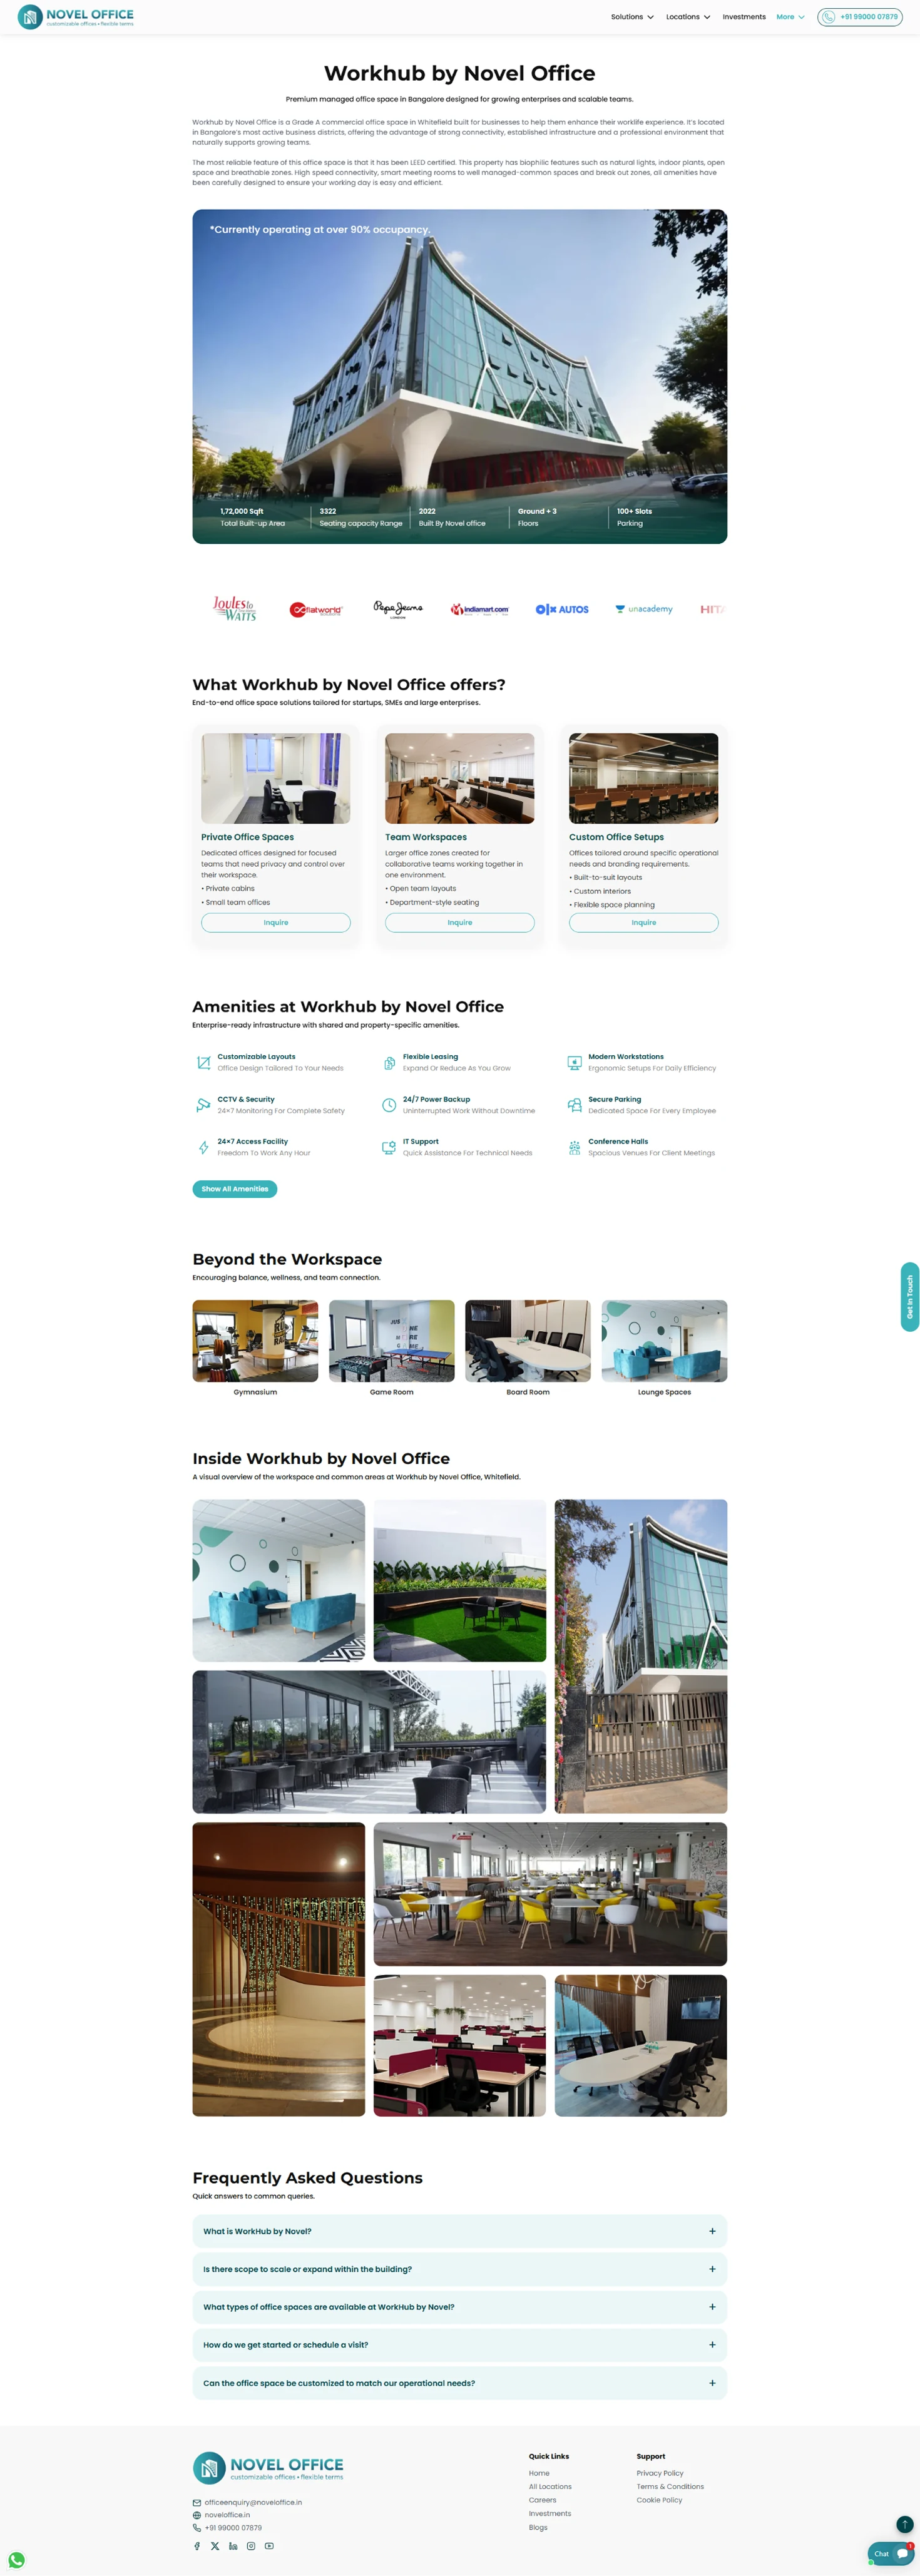 NOVEL OFFICE
customizable offices • flexible terms
Solutions
Locations
Investments
More
+91 99000 07879
Workhub by Novel Office
Premium managed office space in Bangalore designed for growing enterprises and scalable teams.
Workhub by Novel Office is a Grade A commercial office space in Whitefield built for businesses to help them enhance their worklife experience. It's located
in Bangalore's most active business districts, offering the advantage of strong connectivity, established infrastructure and a professional environment that
naturally supports growing teams.
The most reliable feature of this office space is that it has been LEED certified. This property has biophilic features such as natural lights, indoor plants, open
space and breathable zones. High speed connectivity, smart meeting rooms to well managed-common spaces and break out zones, all amenities have
been carefully designed to ensure your working day is easy and efficient.
*Currently operating at over 90% occupancy.
1,72,000 Sqft
Total Built-up Area
3322
Seating capacity Range
2022
Built By Novel office
Ground + 3
Floors
100+ Slots
Parking
Joules to
WATTS
flatworld
Pepe Jeans
LONDON
indiamart.com
olx AUTOS
unacademy
HITA
What Workhub by Novel Office offers?
End-to-end office space solutions tailored for startups, SMEs and large enterprises.
Private Office Spaces
Dedicated offices designed for focused
teams that need privacy and control over
their workspace.
• Private cabins
• Small team offices
Inquire
Team Workspaces
Larger office zones created for
collaborative teams working together in
one environment.
• Open team layouts
• Department-style seating
Inquire
Custom Office Setups
Offices tailored around specific operational
needs and branding requirements.
• Built-to-suit layouts
• Custom interiors
• Flexible space planning
Inquire
Amenities at Workhub by Novel Office
Enterprise-ready infrastructure with shared and property-specific amenities.
Customizable Layouts
Office Design Tailored To Your Needs
Flexible Leasing
Expand Or Reduce As You Grow
Modern Workstations
Ergonomic Setups For Daily Efficiency
CCTV & Security
24×7 Monitoring For Complete Safety
24/7 Power Backup
Uninterrupted Work Without Downtime
Secure Parking
Dedicated Space For Every Employee
24×7 Access Facility
Freedom To Work Any Hour
IT Support
Quick Assistance For Technical Needs
Conference Halls
Spacious Venues For Client Meetings
Show All Amenities
Beyond the Workspace
Encouraging balance, wellness, and team connection.
Get In Touch
Gymnasium
Game Room
Board Room
Lounge Spaces
Inside Workhub by Novel Office
A visual overview of the workspace and common areas at Workhub by Novel Office, Whitefield.
Frequently Asked Questions
Quick answers to common queries.
What is WorkHub by Novel?
+
Is there scope to scale or expand within the building?
+
What types of office spaces are available at WorkHub by Novel?
+
How do we get started or schedule a visit?
+
Can the office space be customized to match our operational needs?
+
NOVEL OFFICE
customizable offices • flexible terms
officeenquiry@noveloffice.in
noveloffice.in
+91 99000 07879
Quick Links
Home
All Locations
Careers
Investments
Blogs
Support
Privacy Policy
Terms & Conditions
Cookie Policy
Chat
1